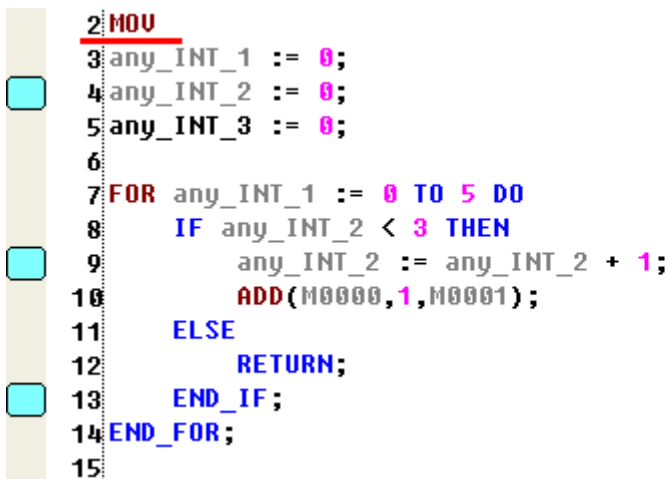 2 MOV
3 any_INT_1 := 0;
4 any_INT_2 := 0;
5 any_INT_3 := 0;
6
7 FOR any_INT_1 := 0 TO 5 DO
8     IF any_INT_2 < 3 THEN
9         any_INT_2 := any_INT_2 + 1;
10         ADD(M0000,1,M0001);
11     ELSE
12         RETURN;
13     END_IF;
14 END_FOR;
15